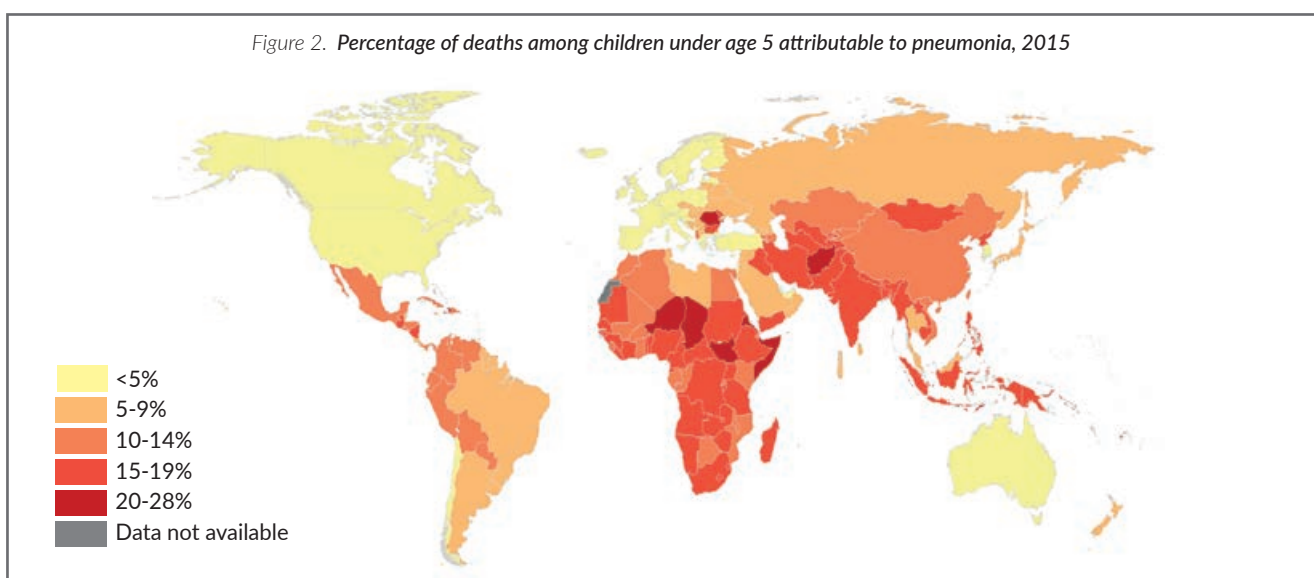 Figure 2. Percentage of deaths among children under age 5 attributable to pneumonia, 2015
<5%
5-9%
10-14%
15-19%
20-28%
Data not available